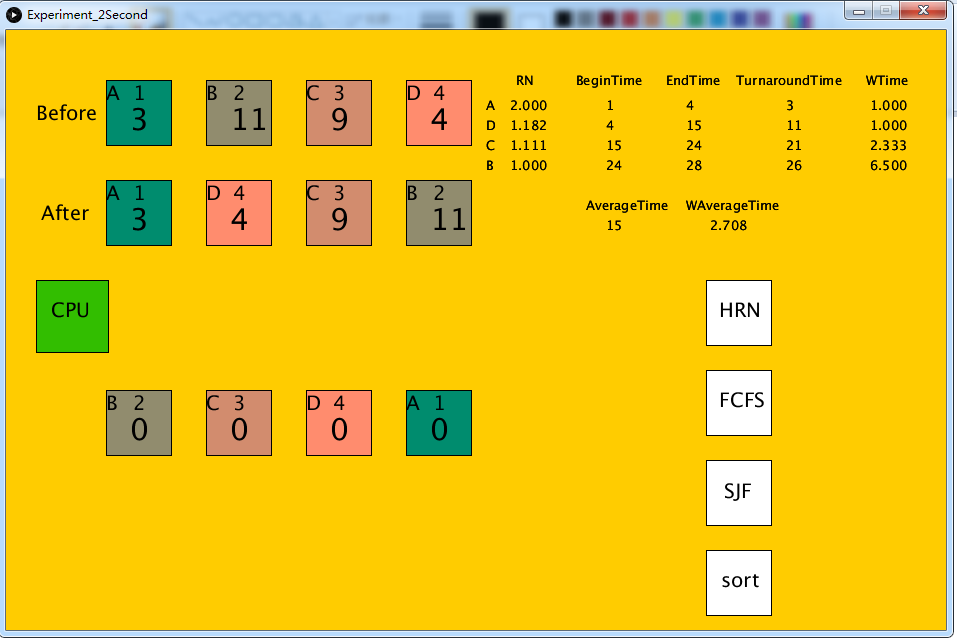 Experiment_2Second
RN BeginTime EndTime TurnaroundTime WTime
Before A 1 3 B 2 11 C 3 9 D 4 4
A 2.000 1 4 3 1.000
D 1.182 4 15 11 1.000
C 1.111 15 24 21 2.333
B 1.000 24 28 26 6.500
After A 1 3 D 4 4 C 3 9 B 2 11
AverageTime WAverageTime
15 2.708
CPU
HRN
FCFS
B 2 0 C 3 0 D 4 0 A 1 0
SJF
sort